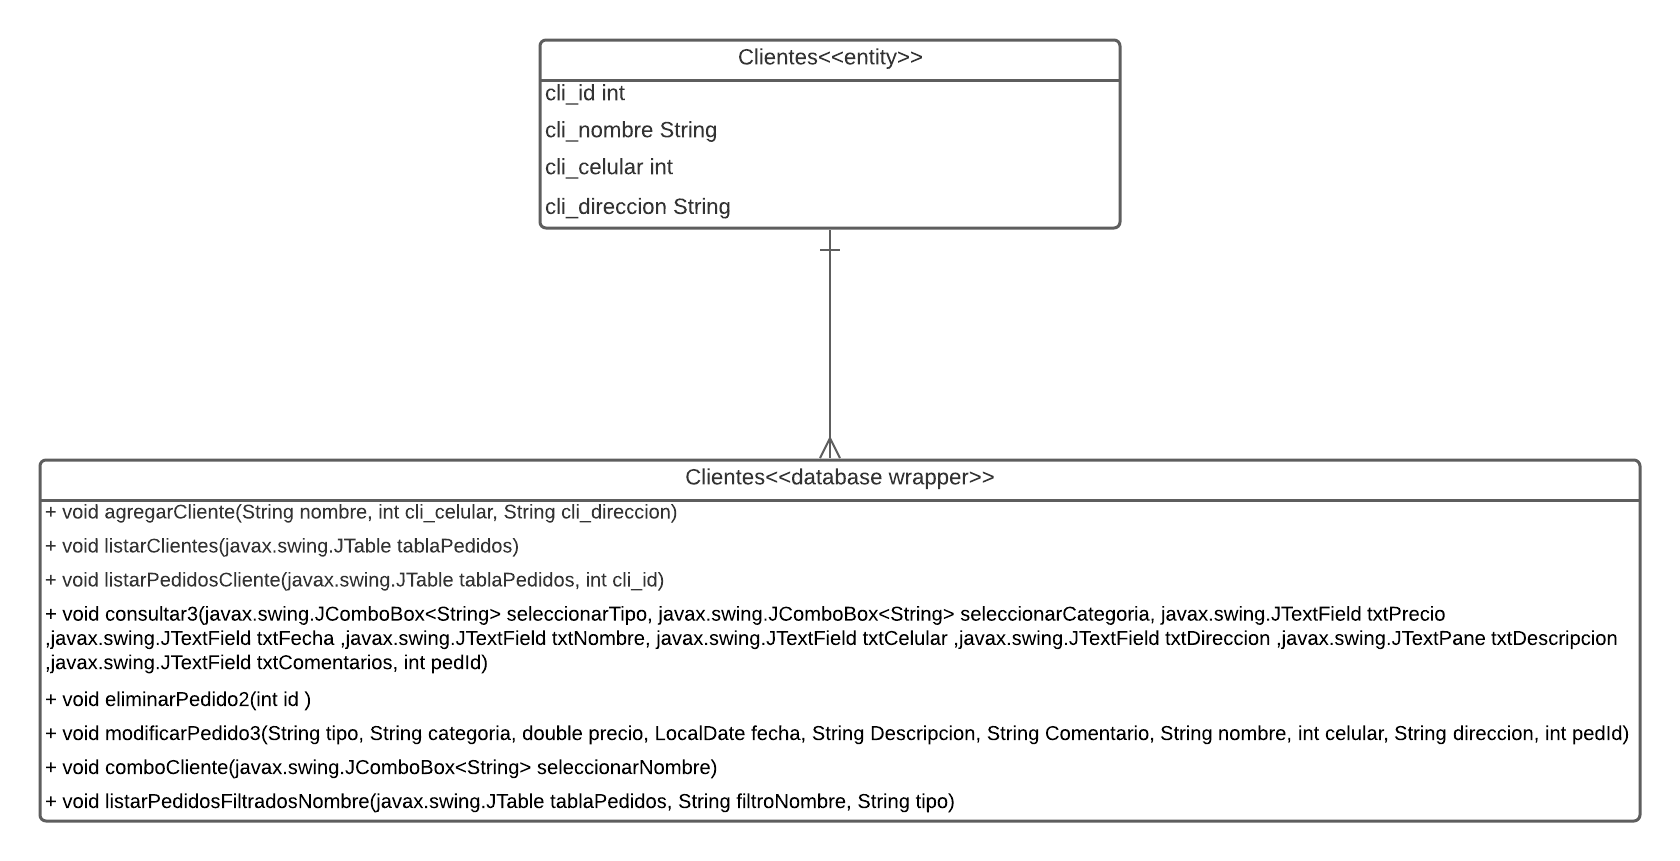 Clientes<<entity>>
cli_id int
cli_nombre String
cli_celular int
cli_direccion String
Clientes<<database wrapper>>
+ void agregarCliente(String nombre, int cli_celular, String cli_direccion)
+ void listarClientes(javax.swing.JTable tablaPedidos)
+ void listarPedidosCliente(javax.swing.JTable tablaPedidos, int cli_id)
+ void consultar3(javax.swing.JComboBox<String> seleccionarTipo, javax.swing.JComboBox<String> seleccionarCategoria, javax.swing.JTextField txtPrecio
,javax.swing.JTextField txtFecha ,javax.swing.JTextField txtNombre, javax.swing.JTextField txtCelular ,javax.swing.JTextField txtDireccion ,javax.swing.JTextPane txtDescripcion
,javax.swing.JTextField txtComentarios, int pedId)
+ void eliminarPedido2(int id )
+ void modificarPedido3(String tipo, String categoria, double precio, LocalDate fecha, String Descripcion, String Comentario, String nombre, int celular, String direccion, int pedId)
+ void comboCliente(javax.swing.JComboBox<String> seleccionarNombre)
+ void listarPedidosFiltradosNombre(javax.swing.JTable tablaPedidos, String filtroNombre, String tipo)